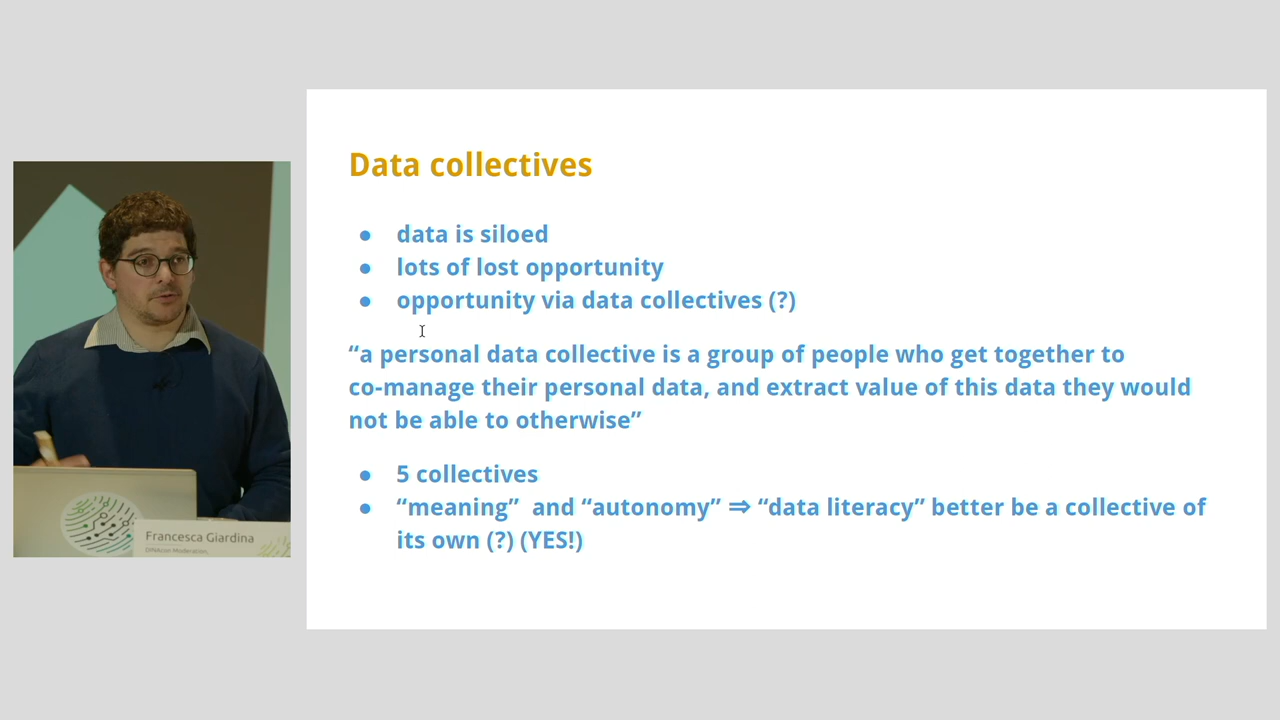 Data collectives
● data is siloed
● lots of lost opportunity
● opportunity via data collectives (?)
“a personal data collective is a group of people who get together to
co-manage their personal data, and extract value of this data they would
not be able to otherwise”
● 5 collectives
● “meaning”  and “autonomy” ⇒ “data literacy” better be a collective of
its own (?) (YES!)
Francesca Giardina
DINAcon Moderation,